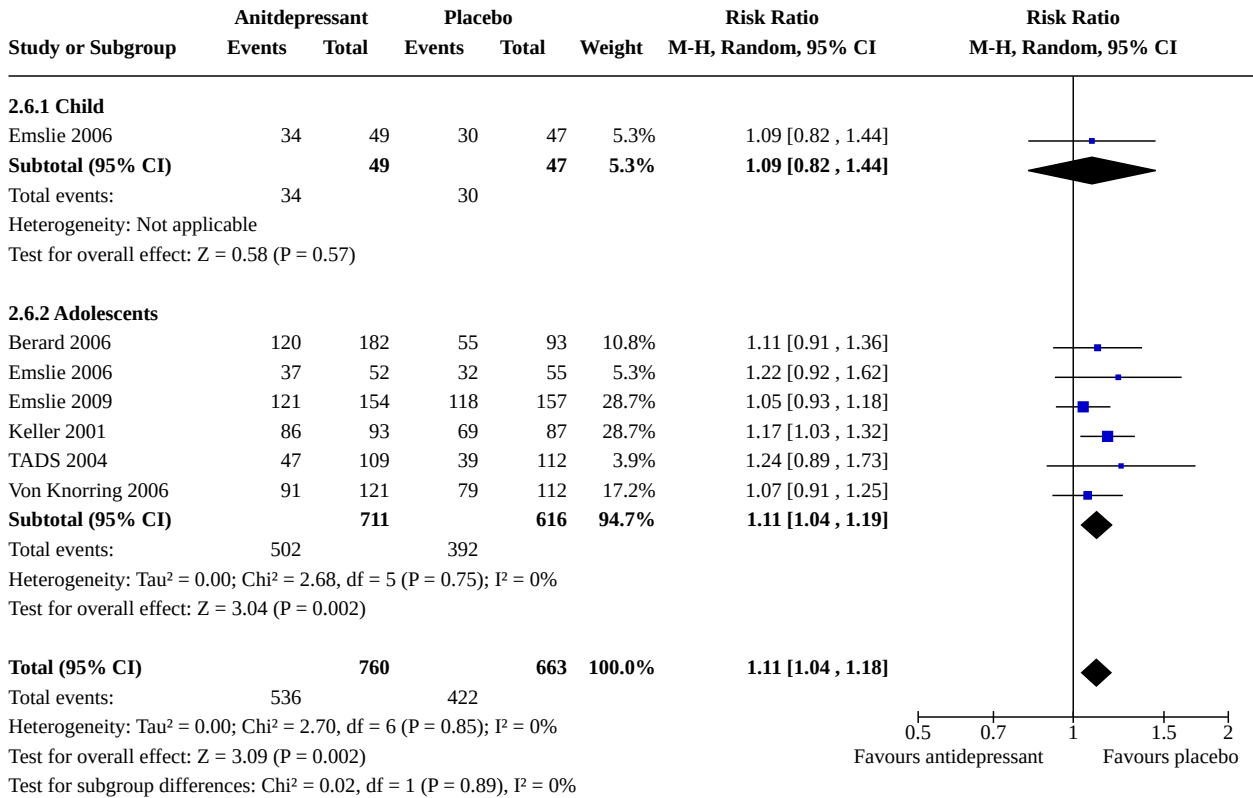 Anitdepressant Placebo Risk Ratio Risk Ratio
Study or Subgroup Events Total Events Total Weight M-H, Random, 95% CI M-H, Random, 95% CI
2.6.1 Child
Emslie 2006 34 49 30 47 5.3% 1.09 [0.82 , 1.44]
Subtotal (95% CI) 49 47 5.3% 1.09 [0.82 , 1.44]
Total events: 34 30
Heterogeneity: Not applicable
Test for overall effect: Z = 0.58 (P = 0.57)
2.6.2 Adolescents
Berard 2006 120 182 55 93 10.8% 1.11 [0.91 , 1.36]
Emslie 2006 37 52 32 55 5.3% 1.22 [0.92 , 1.62]
Emslie 2009 121 154 118 157 28.7% 1.05 [0.93 , 1.18]
Keller 2001 86 93 69 87 28.7% 1.17 [1.03 , 1.32]
TADS 2004 47 109 39 112 3.9% 1.24 [0.89 , 1.73]
Von Knorring 2006 91 121 79 112 17.2% 1.07 [0.91 , 1.25]
Subtotal (95% CI) 711 616 94.7% 1.11 [1.04 , 1.19]
Total events: 502 392
Heterogeneity: Tau² = 0.00; Chi² = 2.68, df = 5 (P = 0.75); I² = 0%
Test for overall effect: Z = 3.04 (P = 0.002)
Total (95% CI) 760 663 100.0% 1.11 [1.04 , 1.18]
Total events: 536 422
Heterogeneity: Tau² = 0.00; Chi² = 2.70, df = 6 (P = 0.85); I² = 0%
0.5 0.7 1 1.5 2
Test for overall effect: Z = 3.09 (P = 0.002) Favours antidepressant Favours placebo
Test for subgroup differences: Chi² = 0.02, df = 1 (P = 0.89), I² = 0%